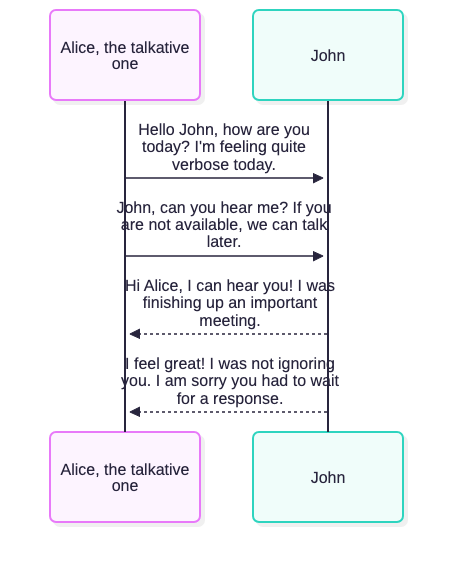 Alice, the talkative
one
John
Hello John, how are you
today? I'm feeling quite
verbose today.
John, can you hear me? If you
are not available, we can talk
later.
Hi Alice, I can hear you! I was
finishing up an important
meeting.
I feel great! I was not ignoring
you. I am sorry you had to wait
for a response.
Alice, the talkative
one
John